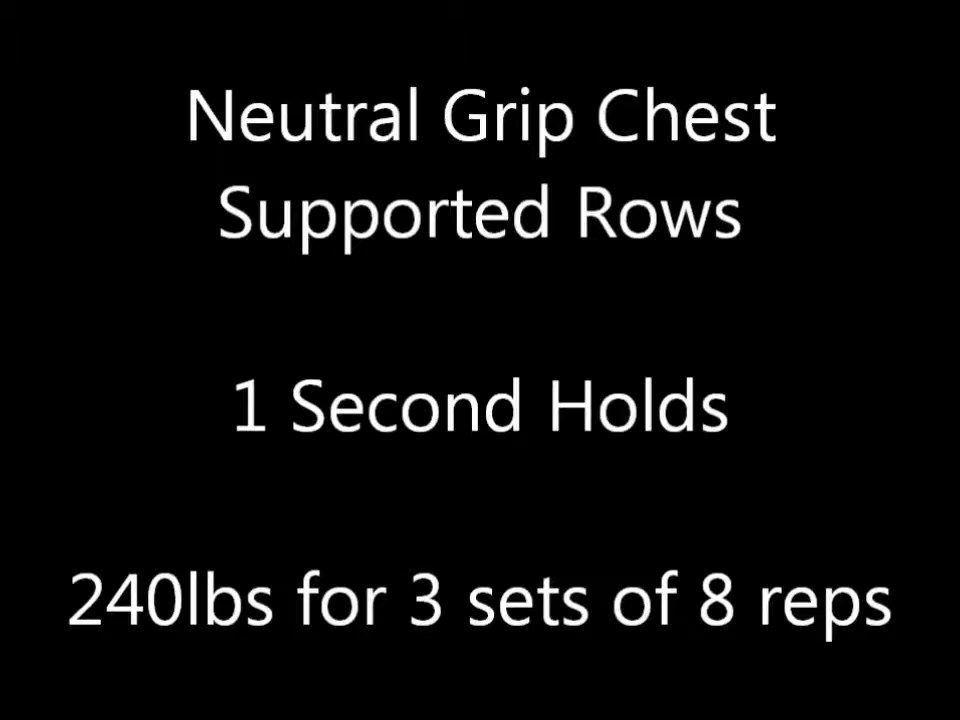 Neutral Grip Chest
Supported Rows
1 Second Holds
240lbs for 3 sets of 8 reps